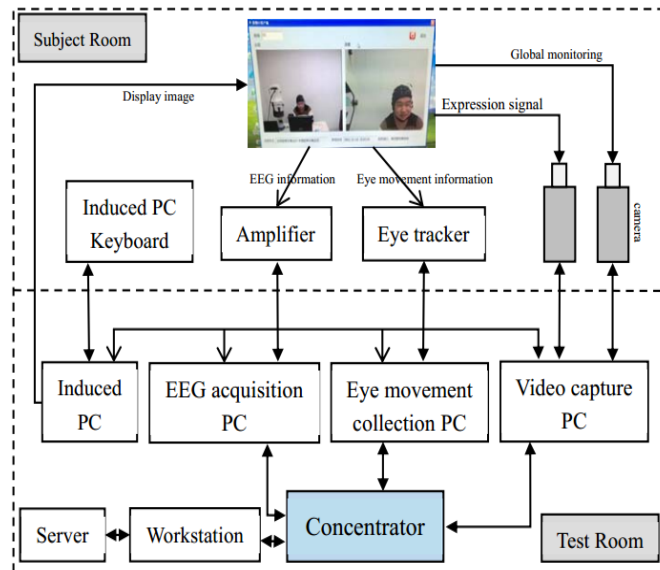 Subject Room
Global monitoring
Display image
Expression signal
EEG information
Eye movement information
camera
Induced PC
Keyboard
Amplifier
Eye tracker
Induced
PC
EEG acquisition
PC
Eye movement
collection PC
Video capture
PC
Server
Workstation
Concentrator
Test Room